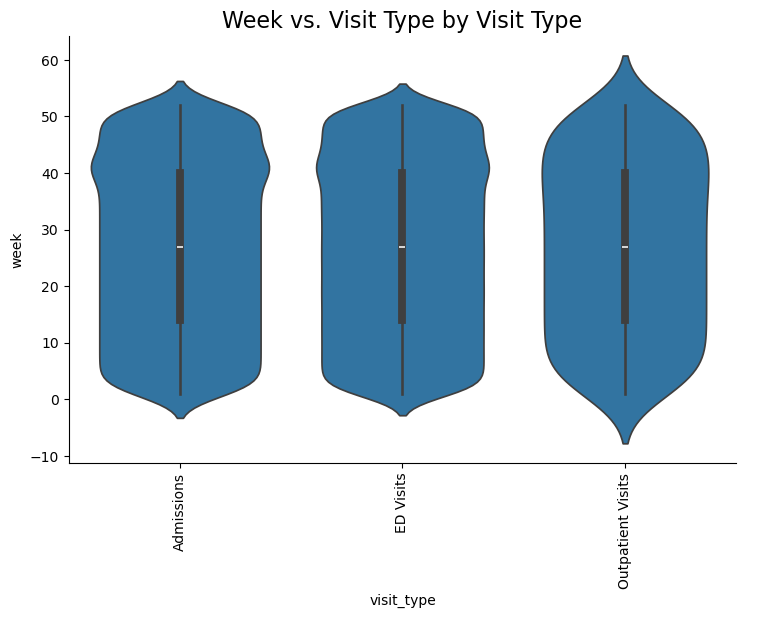 Week vs. Visit Type by Visit Type
60
50
40
30
20
10
0
−10
week
Admissions
ED Visits
Outpatient Visits
visit_type